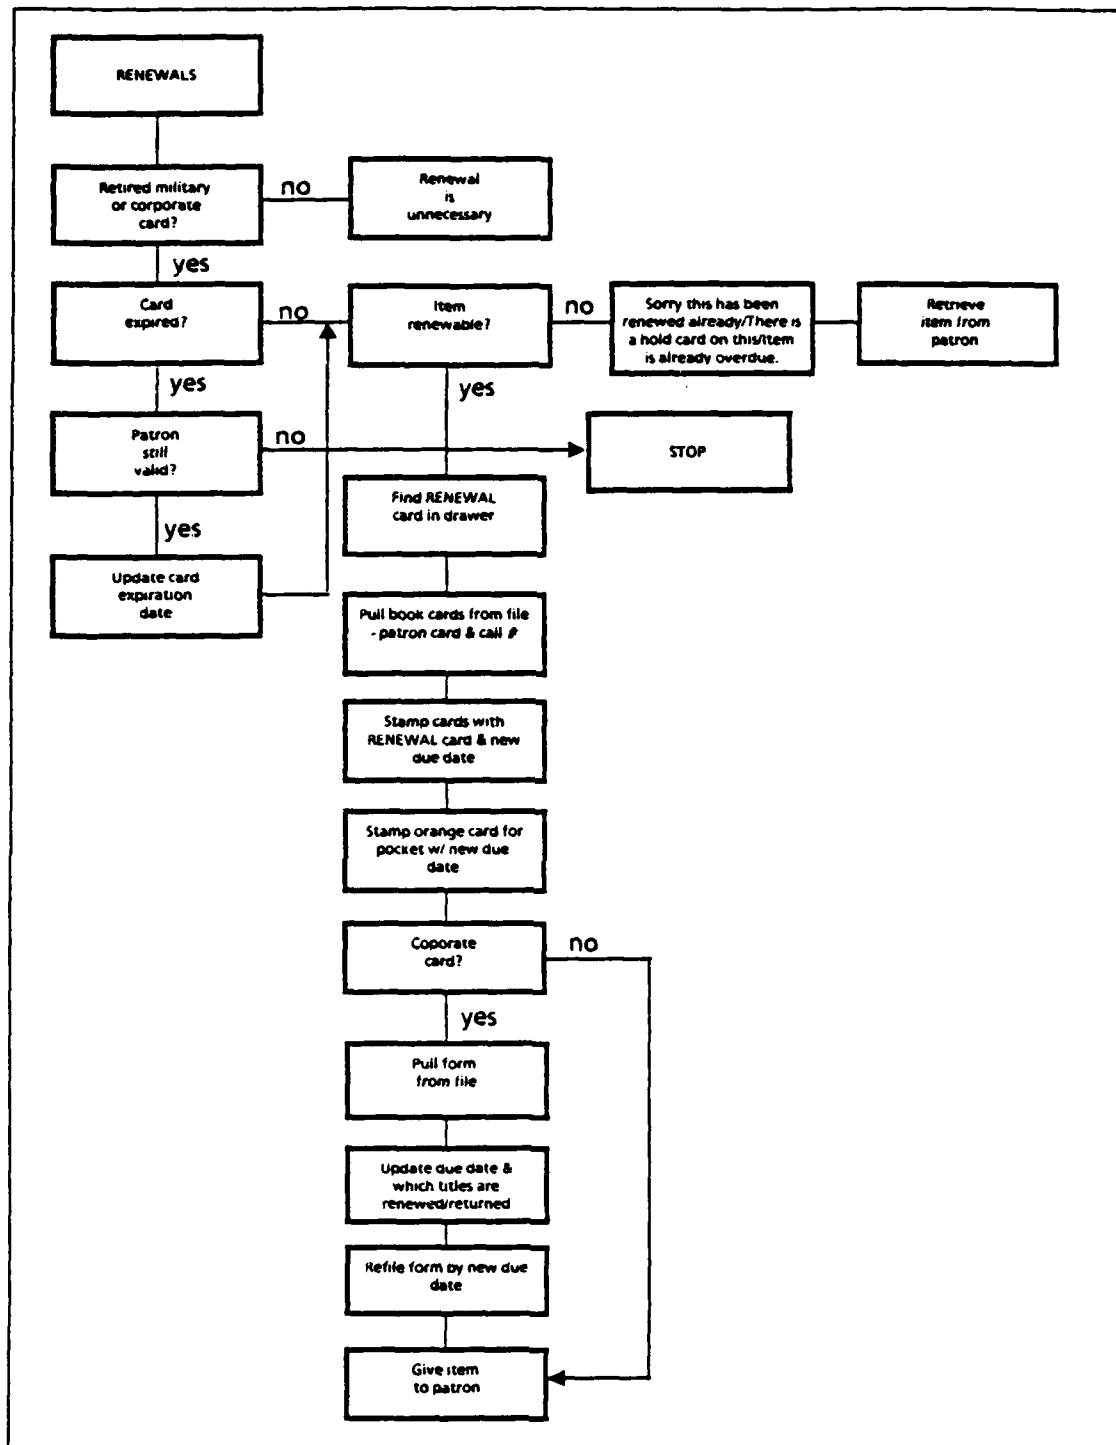 RENEWALS
Retired military
or corporate
card?
no
Renewal
is
unnecessary
yes
Card
expired?
no
Item
renewable?
no
Sorry this has been
renewed already/There is
a hold card on this/Item
is already overdue.
Retrieve
item from
patron
yes
yes
Patron
still
valid?
no
STOP
Find RENEWAL
card in drawer
yes
Update card
expiration
date
Pull book cards from file
- patron card & call #
Stamp cards with
RENEWAL card & new
due date
Stamp orange card for
pocket w/ new due
date
Coporate
card?
no
yes
Pull form
from file
Update due date &
which titles are
renewed/returned
Refile form by new due
date
Give item
to patron